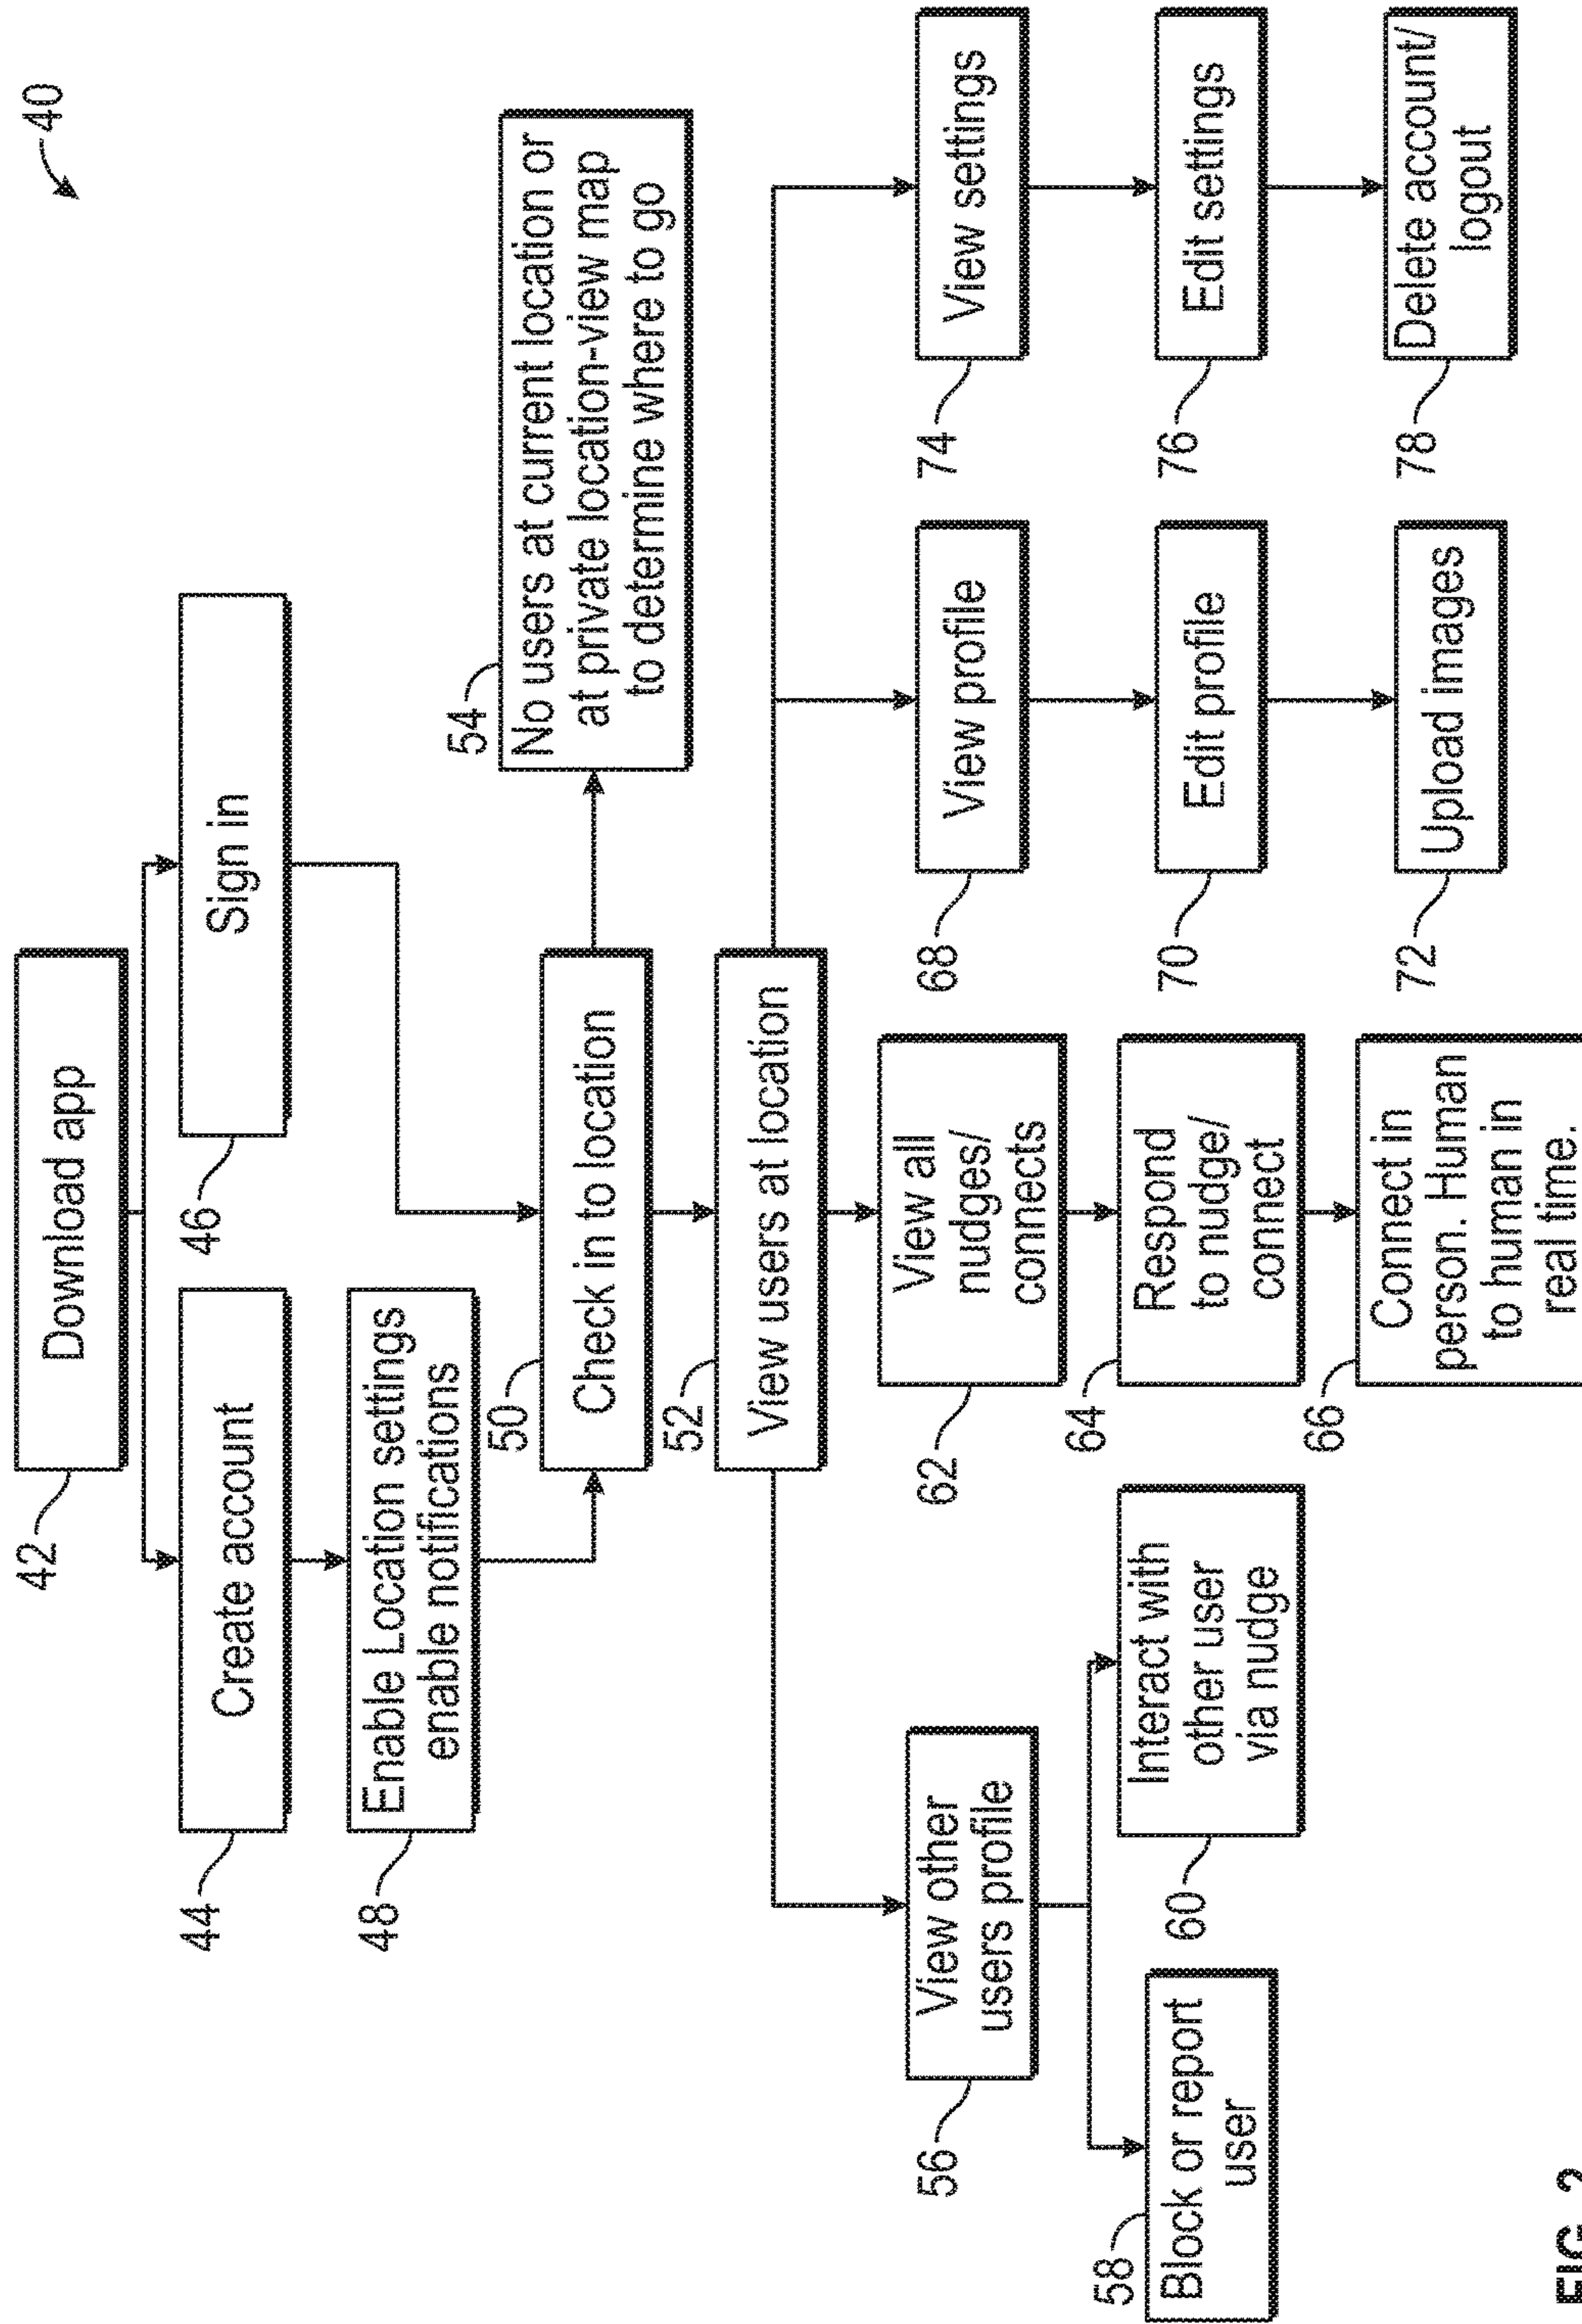 40
42
Download app
44
Create account
46
Sign in
48
Enable Location settings
enable notifications
50
Check in to location
54
No users at current location or
at private location-view map
to determine where to go
52
View users at location
56
View other
users profile
58
Block or report
user
60
Interact with
other user
via nudge
62
View all
nudges/
connects
64
Respond
to nudge/
connect
66
Connect in
person. Human
to human in
real time.
68
View profile
70
Edit profile
72
Upload images
74
View settings
76
Edit settings
78
Delete account/
logout
FIG. 2